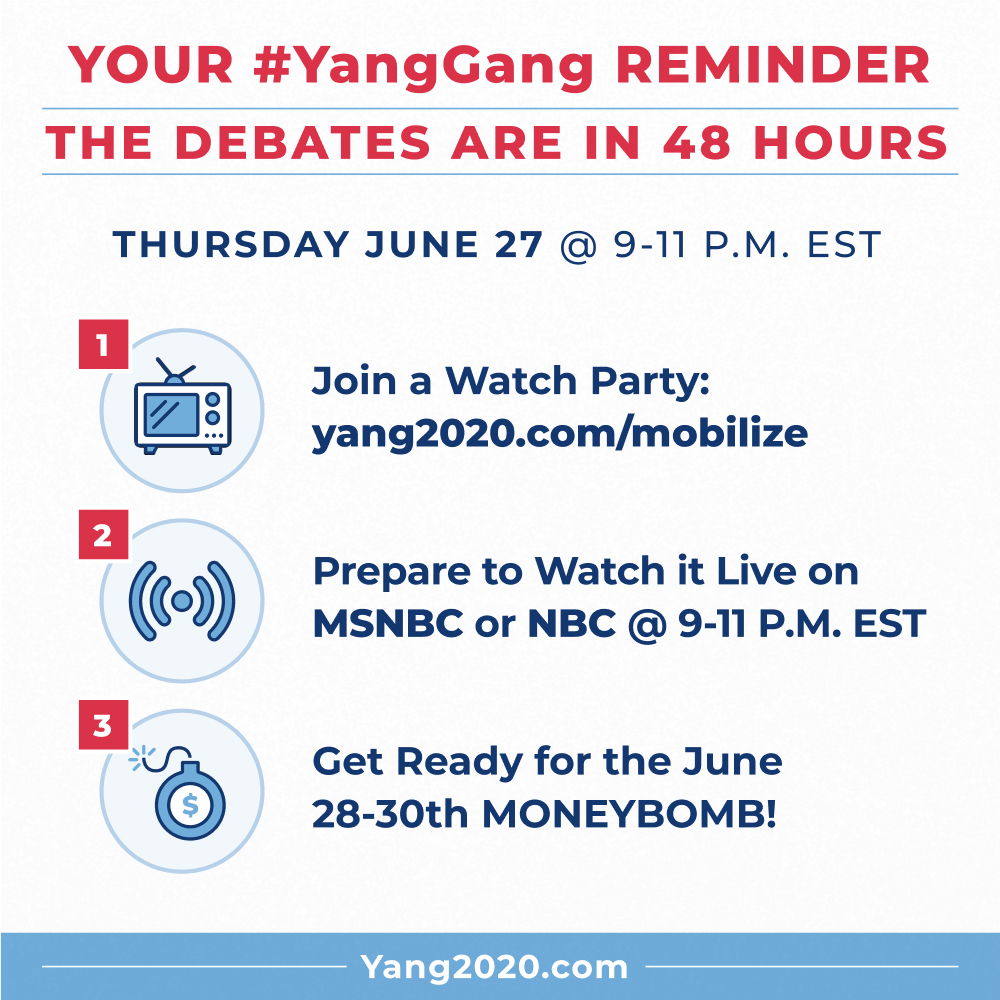 YOUR #YangGang REMINDER
THE DEBATES ARE IN 48 HOURS
THURSDAY JUNE 27 @ 9-11 P.M. EST
1
Join a Watch Party:
yang2020.com/mobilize
2
Prepare to Watch it Live on
MSNBC or NBC @ 9-11 P.M. EST
3
$
Get Ready for the June
28-30th MONEYBOMB!
Yang2020.com